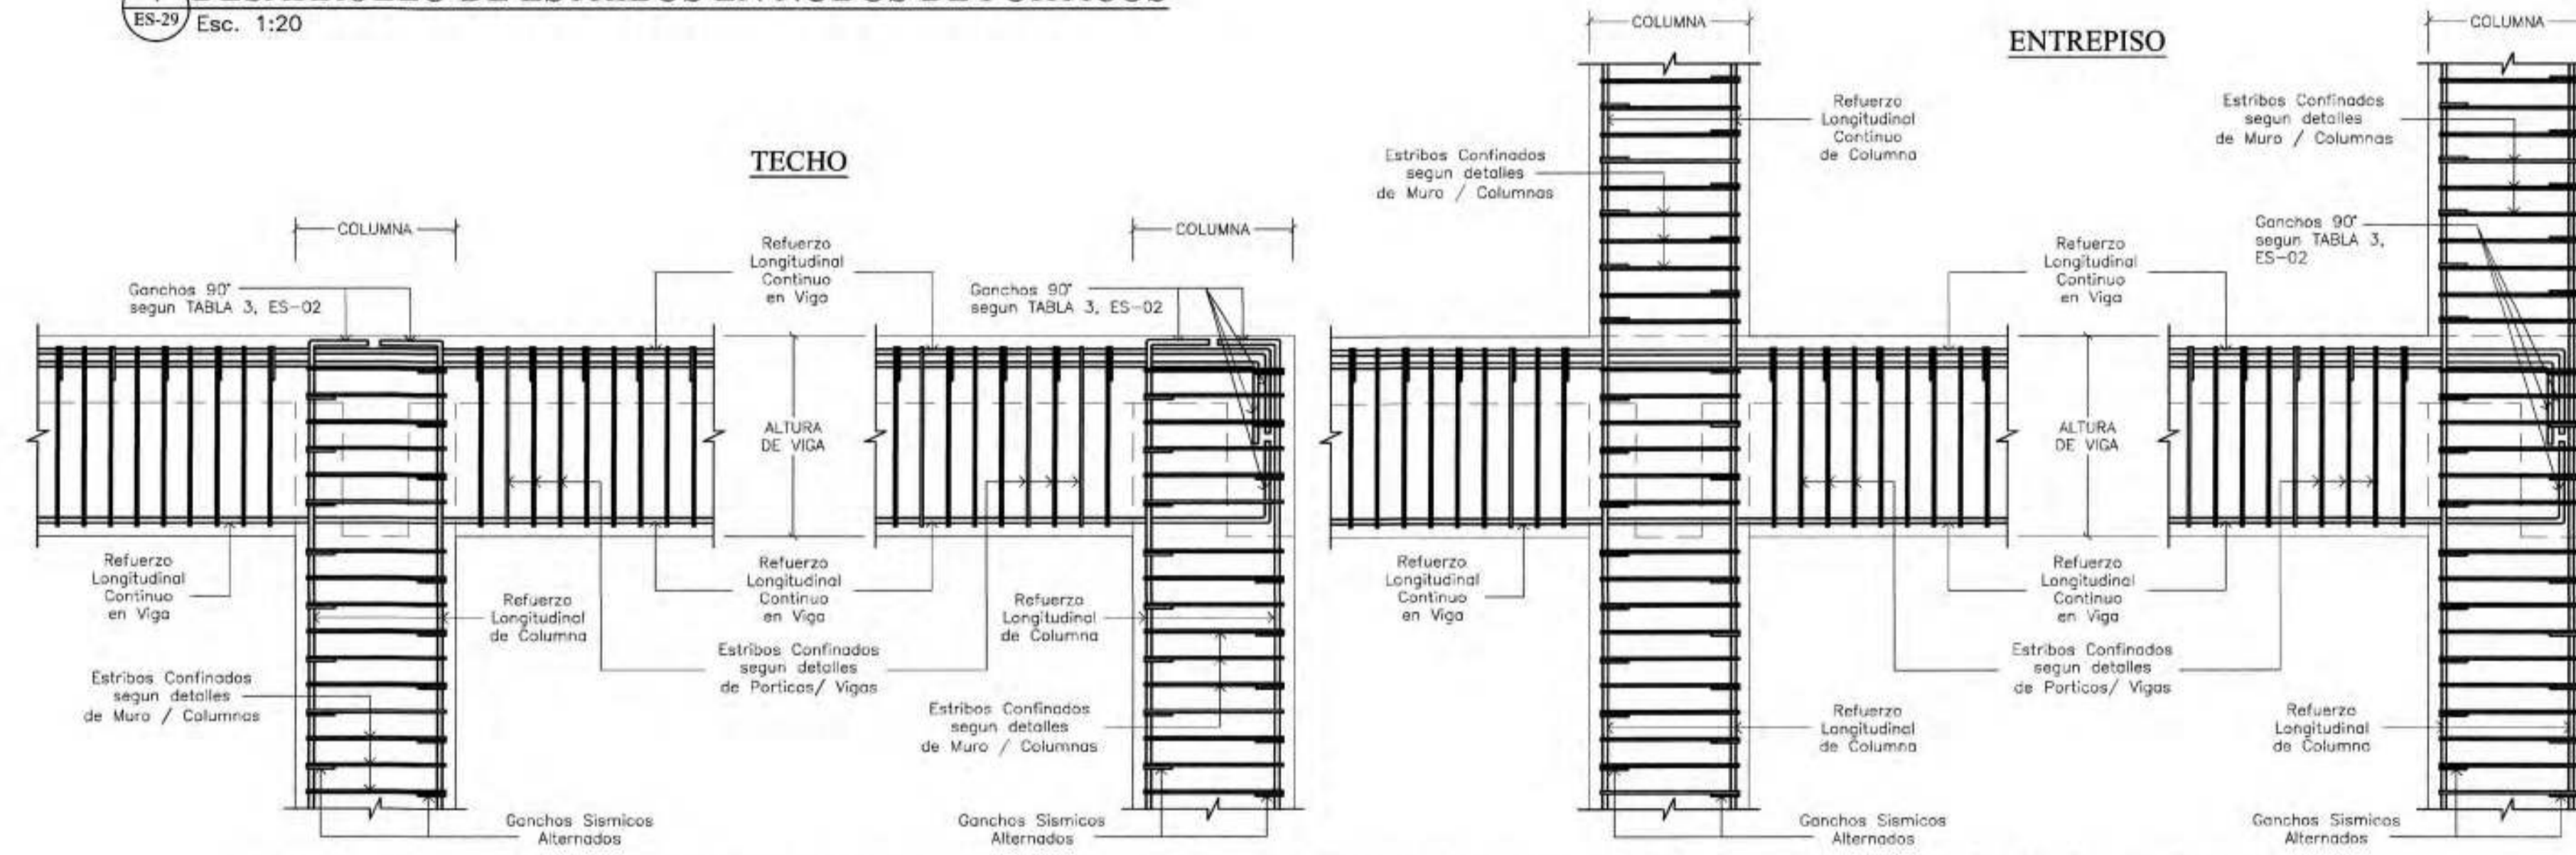 ES-29
Esc. 1:20
TECHO
COLUMNA
COLUMNA
Ganchos 90°
segun TABLA 3, ES-02
Refuerzo
Longitudinal
Continuo
en Viga
Ganchos 90°
segun TABLA 3, ES-02
ALTURA
DE VIGA
Refuerzo
Longitudinal
Continuo
en Viga
Refuerzo
Longitudinal
de Columna
Refuerzo
Longitudinal
Continuo
en Viga
Refuerzo
Longitudinal
de Columna
Estribos Confinados
segun detalles
de Muro / Columnas
Estribos Confinados
segun detalles
de Porticos/ Vigas
Estribos Confinados
segun detalles
de Muro / Columnas
Ganchos Sismicos
Alternados
Ganchos Sismicos
Alternados
ENTREPISO
COLUMNA
COLUMNA
Refuerzo
Longitudinal
Continuo
de Columna
Estribos Confinados
segun detalles
de Muro / Columnas
Estribos Confinados
segun detalles
de Muro / Columnas
Refuerzo
Longitudinal
Continuo
en Viga
Ganchos 90°
segun TABLA 3,
ES-02
ALTURA
DE VIGA
Refuerzo
Longitudinal
Continuo
en Viga
Refuerzo
Longitudinal
Continuo
en Viga
Estribos Confinados
segun detalles
de Porticos/ Vigas
Refuerzo
Longitudinal
de Columna
Refuerzo
Longitudinal
de Columna
Ganchos Sismicos
Alternados
Ganchos Sismicos
Alternados